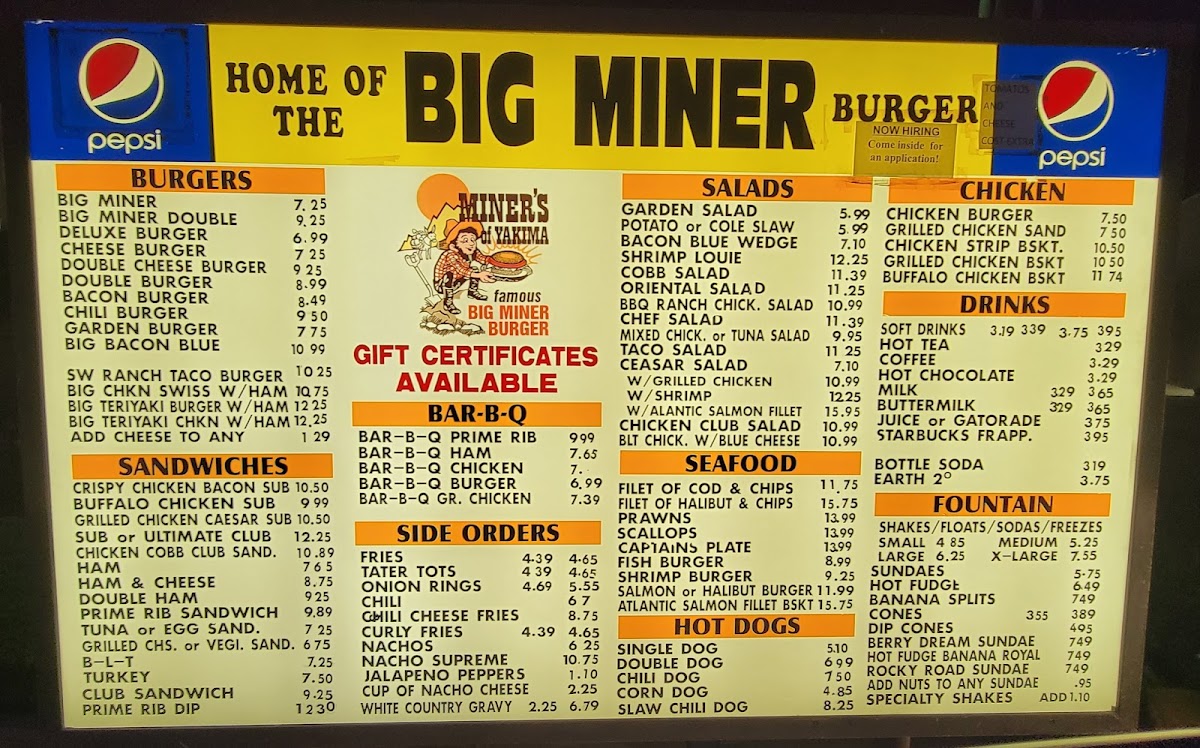 pepsi
HOME OF
THE
BIG MINER
BURGER
NOW HIRING
Come inside for
an application!
TOMATOS
AND
CHEESE
COST EXTRA
pepsi
BURGERS
BIG MINER 7.25
BIG MINER DOUBLE 9.25
DELUXE BURGER 6.99
CHEESE BURGER 7 25
DOUBLE CHEESE BURGER 9 25
DOUBLE BURGER 8.99
BACON BURGER 8.49
CHILI BURGER 9 50
GARDEN BURGER 7 75
BIG BACON BLUE 10 99
SW RANCH TACO BURGER 10 25
BIG CHKN SWISS W/HAM 10.75
BIG TERIYAKI BURGER W/HAM 12 25
BIG TERIYAKI CHKN W/HAM 12.25
ADD CHEESE TO ANY 1 29
SANDWICHES
CRISPY CHICKEN BACON SUB 10.50
BUFFALO CHICKEN SUB 9 99
GRILLED CHICKEN CAESAR SUB 10.50
SUB or ULTIMATE CLUB 12.25
CHICKEN COBB CLUB SAND. 10.89
HAM 7 6 5
HAM & CHEESE 8.75
DOUBLE HAM 9 25
PRIME RIB SANDWICH 9.89
TUNA or EGG SAND. 7 25
GRILLED CHS. or VEGI. SAND. 6 75
B-L-T 7.25
TURKEY 7.50
CLUB SANDWICH 9.25
PRIME RIB DIP 12 3 0
MINER'S
of YAKIMA
famous
BIG MINER
BURGER
GIFT CERTIFICATES
AVAILABLE
BAR-B-Q
BAR-B-Q PRIME RIB 9 99
BAR-B-Q HAM 7.65
BAR-B-Q CHICKEN 7.
BAR-B-Q BURGER 6.99
BAR-B-Q GR. CHICKEN 7.39
SIDE ORDERS
FRIES 4.39 4.65
TATER TOTS 4 39 4.65
ONION RINGS 4.69 5.55
CHILI 6 7
CHILI CHEESE FRIES 8.75
CURLY FRIES 4.39 4.65
NACHOS 6 25
NACHO SUPREME 10.75
JALAPENO PEPPERS 1.10
CUP OF NACHO CHEESE 2.25
WHITE COUNTRY GRAVY 2.25 6.79
SALADS
GARDEN SALAD 5.99
POTATO or COLE SLAW 5 99
BACON BLUE WEDGE 7.10
SHRIMP LOUIE 12.25
COBB SALAD 11.39
ORIENTAL SALAD 11.25
BBQ RANCH CHICK. SALAD 10.99
CHEF SALAD 11.39
MIXED CHICK. or TUNA SALAD 9.95
TACO SALAD 11 25
CEASAR SALAD 7.10
W/GRILLED CHICKEN 10.99
W/SHRIMP 12 25
W/ALANTIC SALMON FILLET 15.95
CHICKEN CLUB SALAD 10.99
BLT CHICK. W/BLUE CHEESE 10.99
SEAFOOD
FILET OF COD & CHIPS 11.75
FILET OF HALIBUT & CHIPS 15.75
PRAWNS 13.99
SCALLOPS 13.99
CAPTAINS PLATE 13.99
FISH BURGER 8.99
SHRIMP BURGER 9.25
SALMON or HALIBUT BURGER 11.99
ATLANTIC SALMON FILLET BSKT 15.75
HOT DOGS
SINGLE DOG 5.10
DOUBLE DOG 6 9 9
CHILI DOG 7 50
CORN DOG 4.85
SLAW CHILI DOG 8.25
CHICKEN
CHICKEN BURGER 7.50
GRILLED CHICKEN SAND 7 50
CHICKEN STRIP BSKT. 10.50
GRILLED CHICKEN BSKT 10 50
BUFFALO CHICKEN BSKT 11 74
DRINKS
SOFT DRINKS 3.19 3 39 3.75 3 95
HOT TEA 3 29
COFFEE 3.29
HOT CHOCOLATE 3.29
MILK 3 29 3 65
BUTTERMILK 3 29 3 65
JUICE or GATORADE 3 75
STARBUCKS FRAPP. 3 95
BOTTLE SODA 3 19
EARTH 2O 3.75
FOUNTAIN
SHAKES/FLOATS/SODAS/FREEZES
SMALL 4 85 MEDIUM 5.25
LARGE 6.25 X-LARGE 7.55
SUNDAES 5.75
HOT FUDGE 6.49
BANANA SPLITS 7 49
CONES 3 55 3 89
DIP CONES 4 95
BERRY DREAM SUNDAE 7 49
HOT FUDGE BANANA ROYAL 7 49
ROCKY ROAD SUNDAE 7 49
ADD NUTS TO ANY SUNDAE .95
SPECIALTY SHAKES ADD 1.10